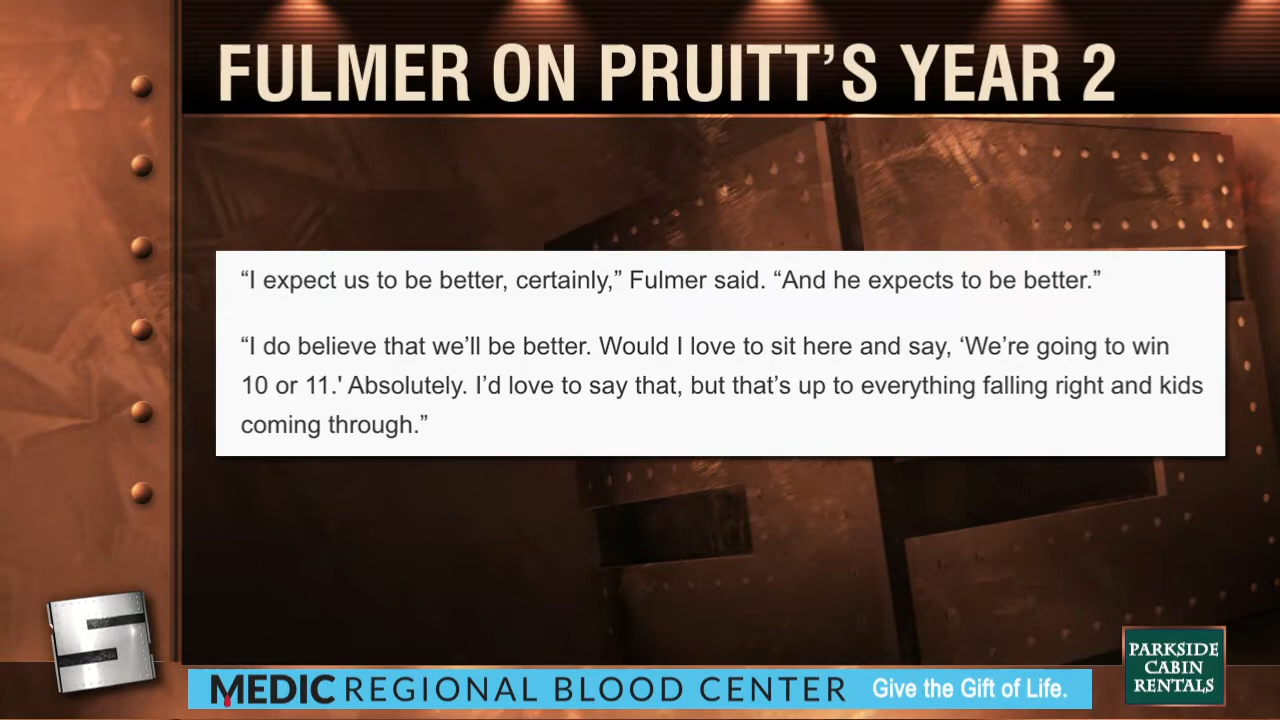 FULMER ON PRUITT’S YEAR 2
“I expect us to be better, certainly,” Fulmer said. “And he expects to be better.”
“I do believe that we’ll be better. Would I love to sit here and say, ‘We’re going to win
10 or 11.' Absolutely. I’d love to say that, but that’s up to everything falling right and kids
coming through.”
S
MEDIC REGIONAL BLOOD CENTER Give the Gift of Life.
PARKSIDE
CABIN
RENTALS